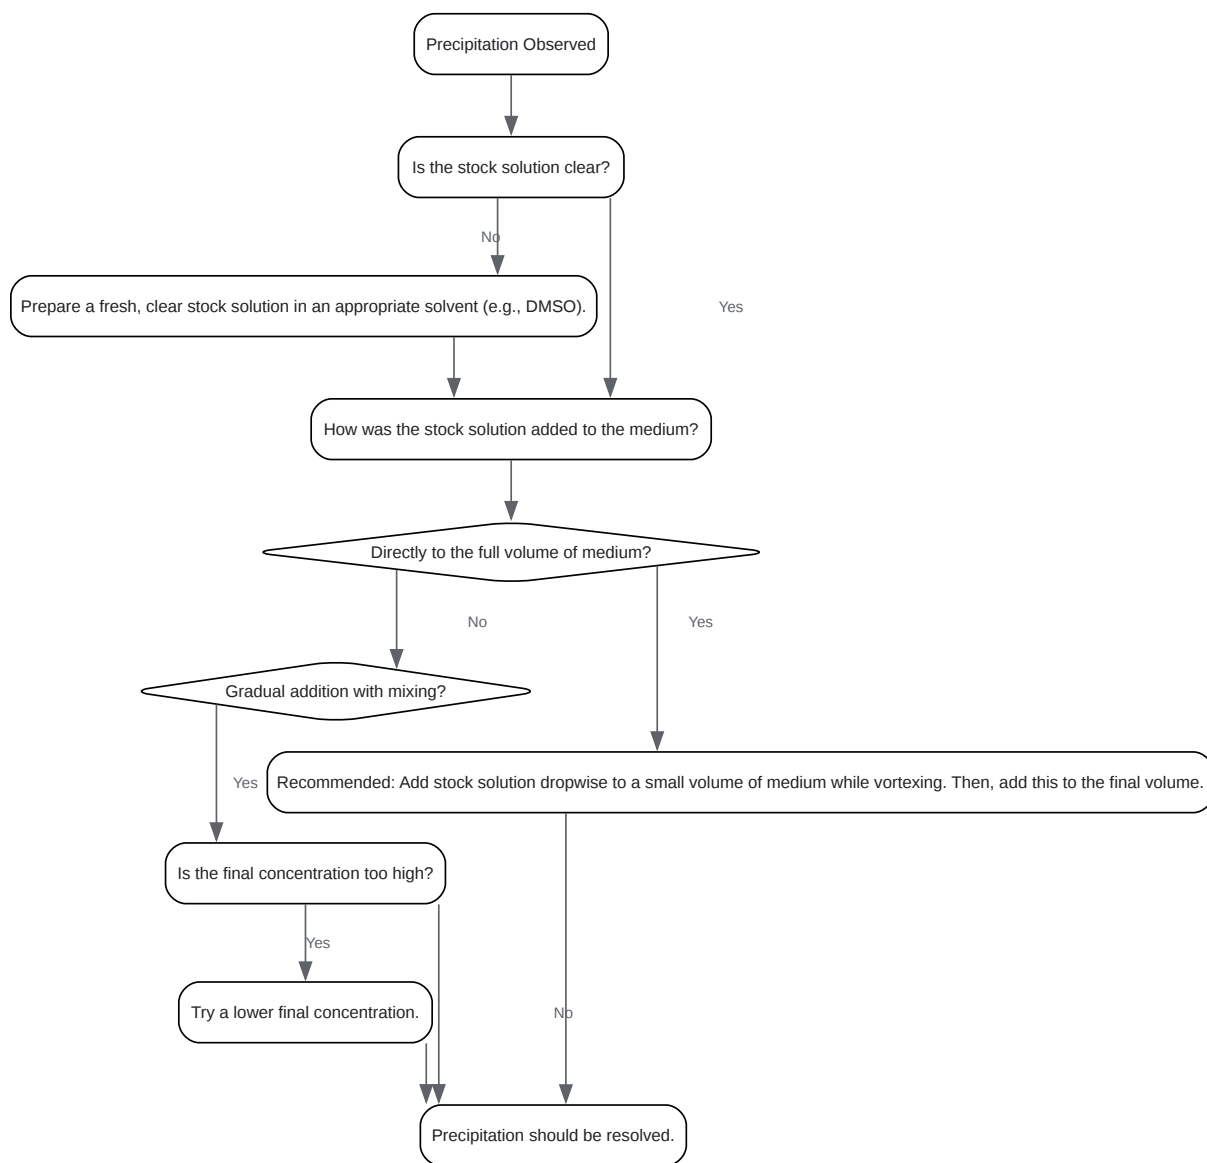 Precipitation Observed
Is the stock solution clear?
No
Prepare a fresh, clear stock solution in an appropriate solvent (e.g., DMSO).
Yes
How was the stock solution added to the medium?
Directly to the full volume of medium?
No
Yes
Gradual addition with mixing?
Yes
Recommended: Add stock solution dropwise to a small volume of medium while vortexing. Then, add this to the final volume.
Is the final concentration too high?
Yes
Try a lower final concentration.
No
Precipitation should be resolved.